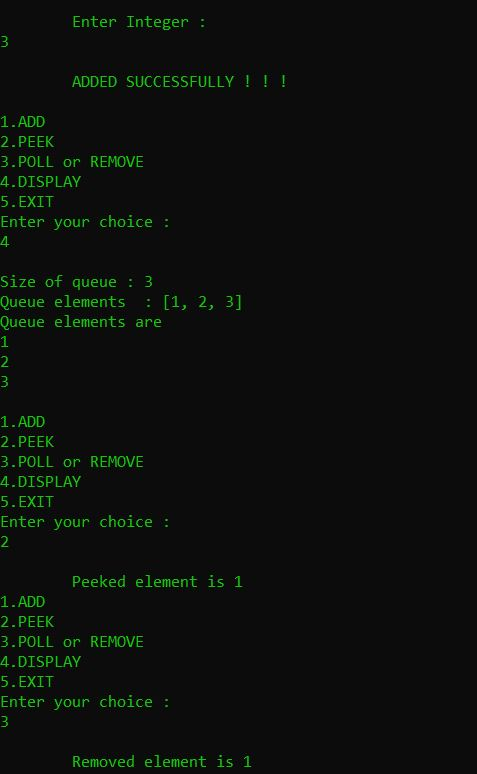 Enter Integer :
3
ADDED SUCCESSFULLY ! ! !
1.ADD
2.PEEK
3.POLL or REMOVE
4.DISPLAY
5.EXIT
Enter your choice :
4
Size of queue : 3
Queue elements  : [1, 2, 3]
Queue elements are
1
2
3
1.ADD
2.PEEK
3.POLL or REMOVE
4.DISPLAY
5.EXIT
Enter your choice :
2
Peeked element is 1
1.ADD
2.PEEK
3.POLL or REMOVE
4.DISPLAY
5.EXIT
Enter your choice :
3
Removed element is 1